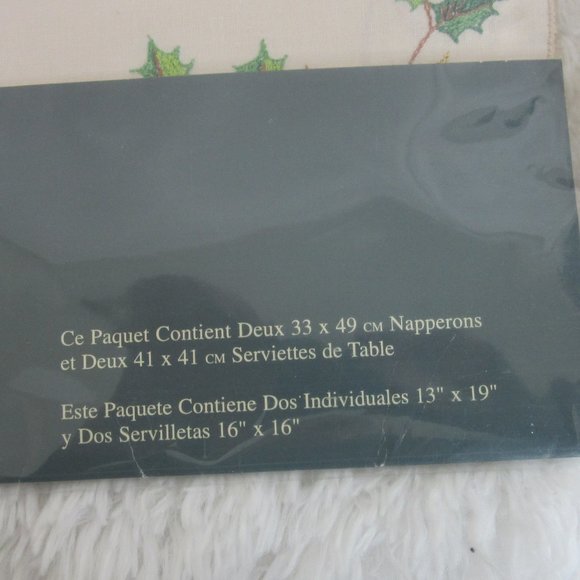 Ce Paquet Contient Deux 33 x 49 CM Napperons
et Deux 41 x 41 CM Serviettes de Table
Este Paquete Contiene Dos Individuales 13" x 19"
y Dos Servilletas 16" x 16"